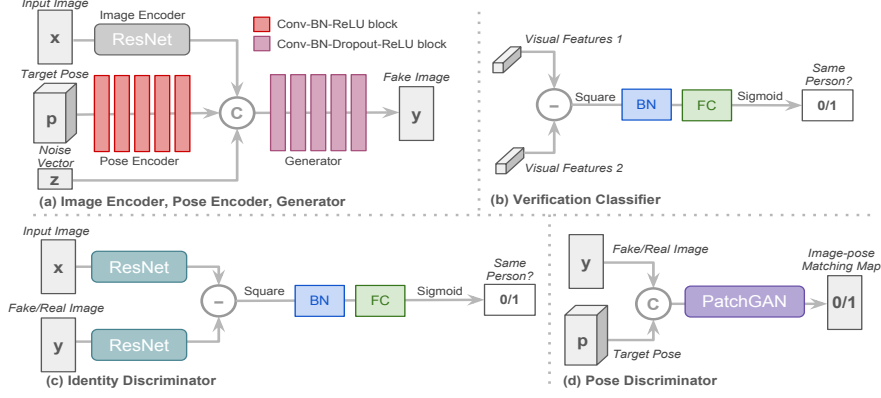 Input Image
x
Image Encoder
ResNet
Conv-BN-ReLU block
Conv-BN-Dropout-ReLU block
Target Pose
p
Pose Encoder
C
Generator
Fake Image
y
Noise
Vector
z
(a) Image Encoder, Pose Encoder, Generator
Visual Features 1
−
Square
BN
FC
Sigmoid
Same
Person?
0/1
Visual Features 2
(b) Verification Classifier
Input Image
x
ResNet
Fake/Real Image
y
ResNet
−
Square
BN
FC
Sigmoid
Same
Person?
0/1
(c) Identity Discriminator
y
Fake/Real Image
C
PatchGAN
Image-pose
Matching Map
0/1
p
Target Pose
(d) Pose Discriminator